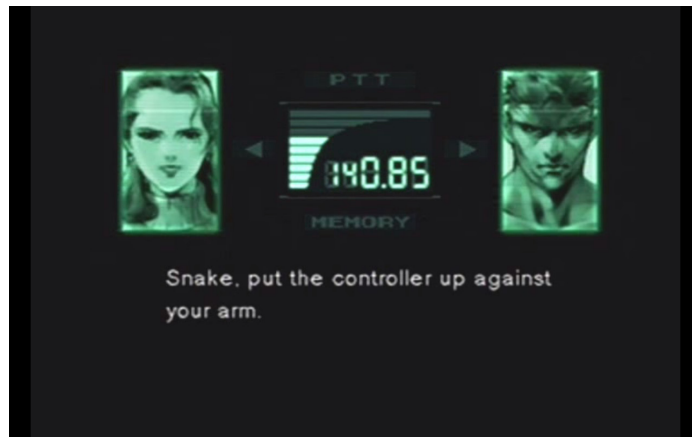 PTT
140.85
MEMORY
Snake, put the controller up against
your arm.